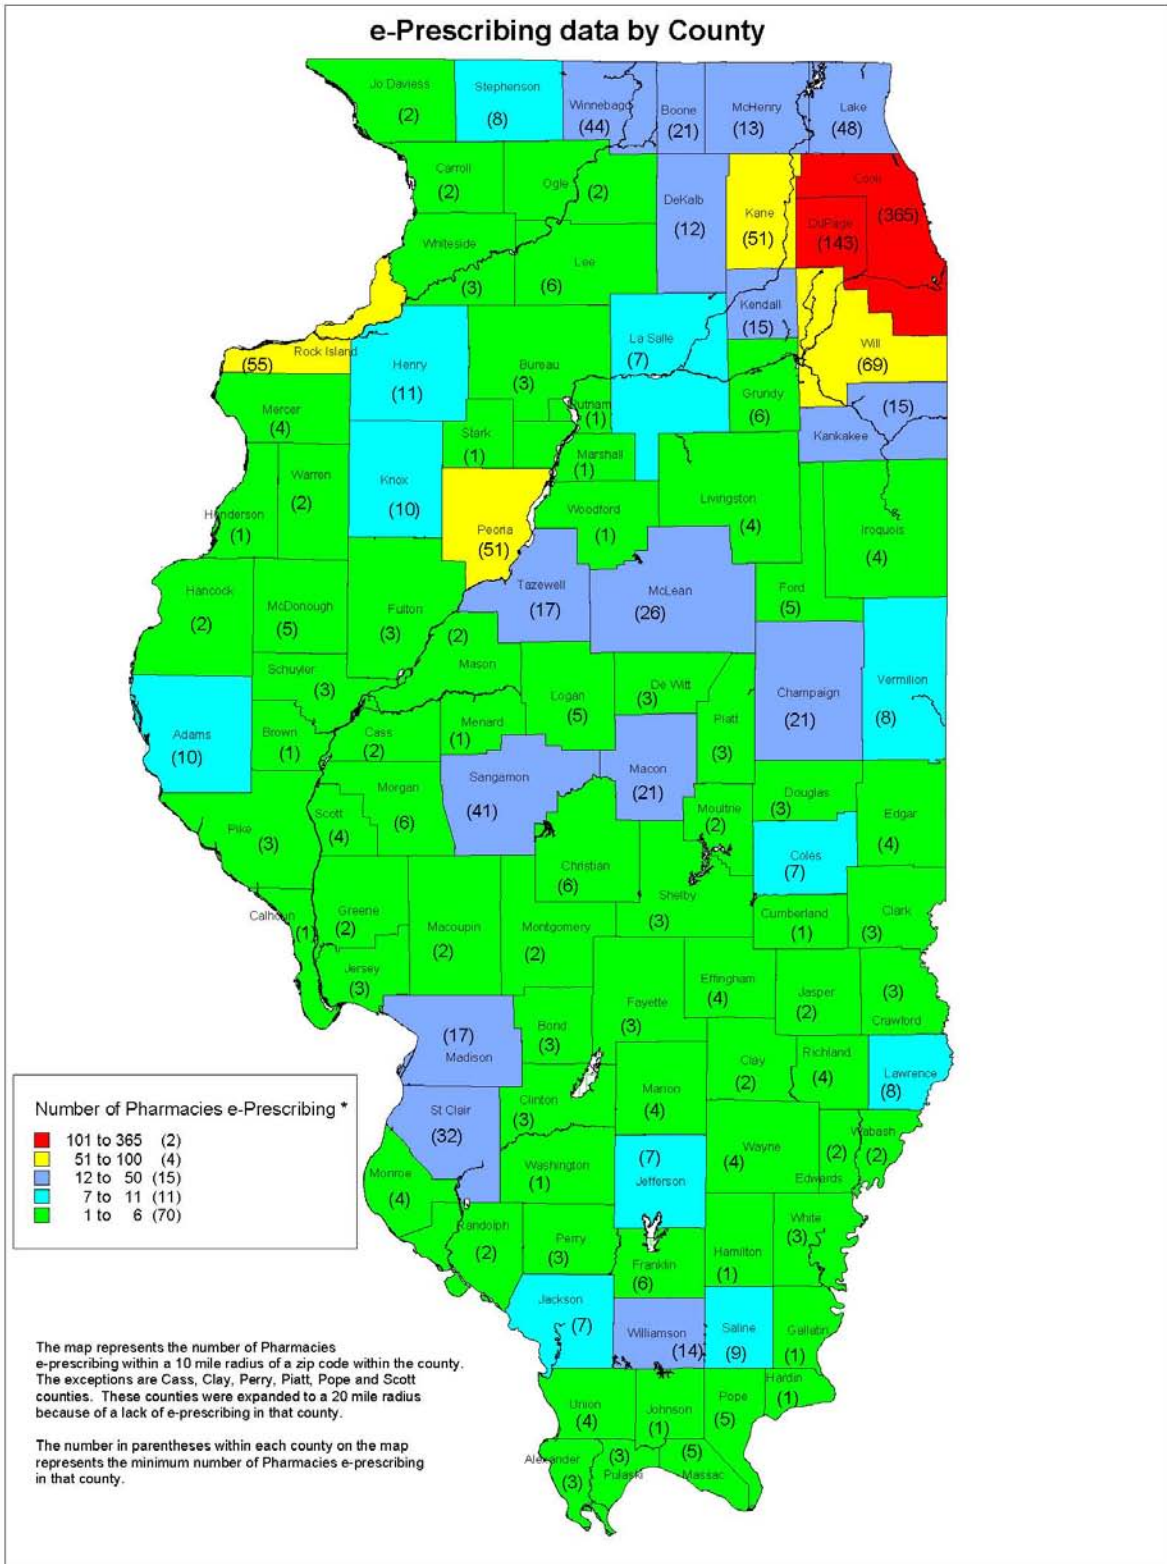 e-Prescribing data by County
Jo Daviess
(2)
Stephenson
(8)
Winnebago
(44)
Boone
(21)
McHenry
(13)
Lake
(48)
Carroll
(2)
Ogle (2)
DeKalb
(12)
Kane
(51)
Cook
(365)
DuPage
(143)
Whiteside
(3)
Lee
(6)
Kendall
(15)
La Salle
(7)
Will
(69)
Rock Island
(55)
Henry
(11)
Bureau
(3)
Putnam
(1)
Grundy
(6)
(15)
Kankakee
Mercer
(4)
Stark
(1)
Marshall
(1)
Knox
(10)
Warren
(2)
Henderson
(1)
Peoria
(51)
Woodford
(1)
Livingston
(4)
Iroquois
(4)
Hancock
(2)
McDonough
(5)
Fulton
(3)
Tazewell
(17)
McLean
(26)
Ford
(5)
(2)
Mason
Schuyler
(3)
Logan
(5)
De Witt
(3)
Piatt
(3)
Champaign
(21)
Vermilion
(8)
Adams
(10)
Brown
(1)
Cass
(2)
Menard
(1)
Sangamon
(41)
Macon
(21)
Morgan
(6)
Scott
(4)
Pike
(3)
Moultrie
(2)
Douglas
(3)
Edgar
(4)
Coles
(7)
Christian
(6)
Shelby
(3)
Cumberland
(1)
Clark
(3)
Calhoun
(1)
Greene
(2)
Macoupin
(2)
Montgomery
(2)
Jersey
(3)
Fayette
(3)
Effingham
(4)
Jasper
(2)
(3)
Crawford
(17)
Madison
Bond
(3)
Clay
(2)
Richland
(4)
Lawrence
(8)
Marion
(4)
Clinton
(3)
St Clair
(32)
Monroe
(4)
Washington
(1)
(7)
Jefferson
Wayne
(4)
(2)
Edwards
Wabash
(2)
Randolph
(2)
Perry
(3)
Franklin
(6)
Hamilton
(1)
White
(3)
Jackson
(7)
Williamson
(14)
Saline
(9)
Gallatin
(1)
Union
(4)
Johnson
(1)
Pope
(5)
Hardin
(1)
Alexander
(3)
(3)
Pulaski
(5)
Massac
Number of Pharmacies e-Prescribing *
101 to 365 (2)
51 to 100 (4)
12 to 50 (15)
7 to 11 (11)
1 to 6 (70)
The map represents the number of Pharmacies
e-prescribing within a 10 mile radius of a zip code within the county.
The exceptions are Cass, Clay, Perry, Piatt, Pope and Scott
counties. These counties were expanded to a 20 mile radius
because of a lack of e-prescribing in that county.
The number in parentheses within each county on the map
represents the minimum number of Pharmacies e-prescribing
in that county.